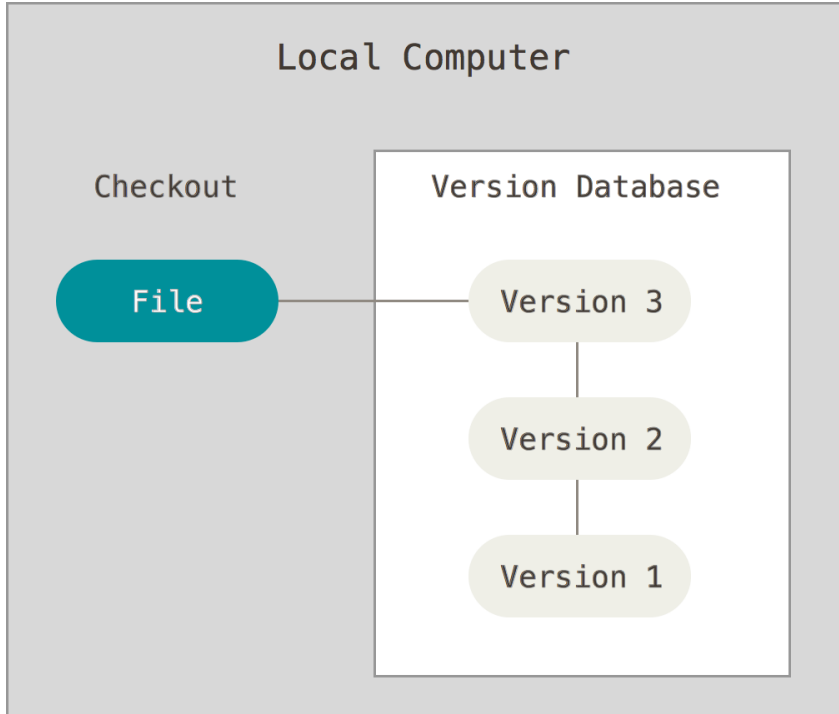 Local Computer
Checkout
Version Database
File
Version 3
Version 2
Version 1